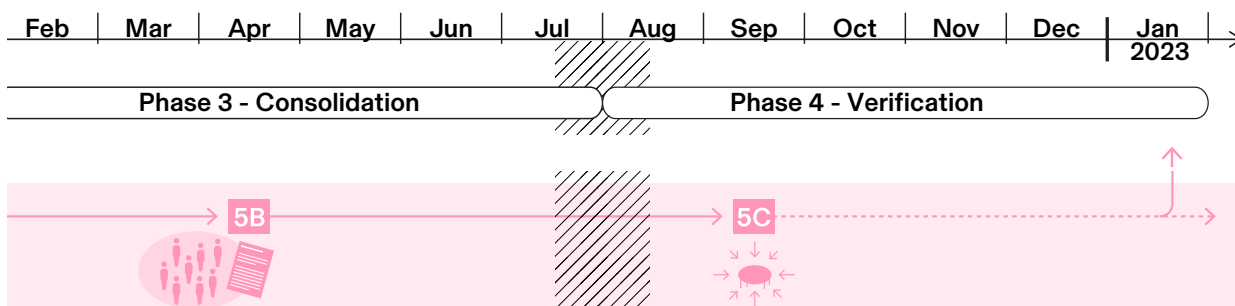 Feb Mar Apr May Jun Jul Aug Sep Oct Nov Dec Jan
2023
Phase 3 - Consolidation Phase 4 - Verification
5B 5C